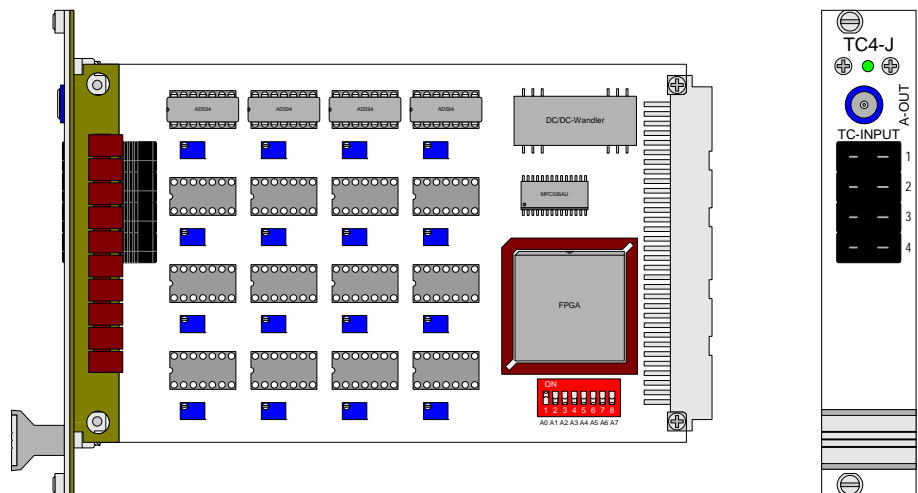 AD594 AD594 AD594 AD594
DC/DC-Wandler
MPC506AU
FPGA
ON
1 2 3 4 5 6 7 8
A0 A1 A2 A3 A4 A5 A6 A7
TC4-J
A-OUT
TC-INPUT
1
2
3
4